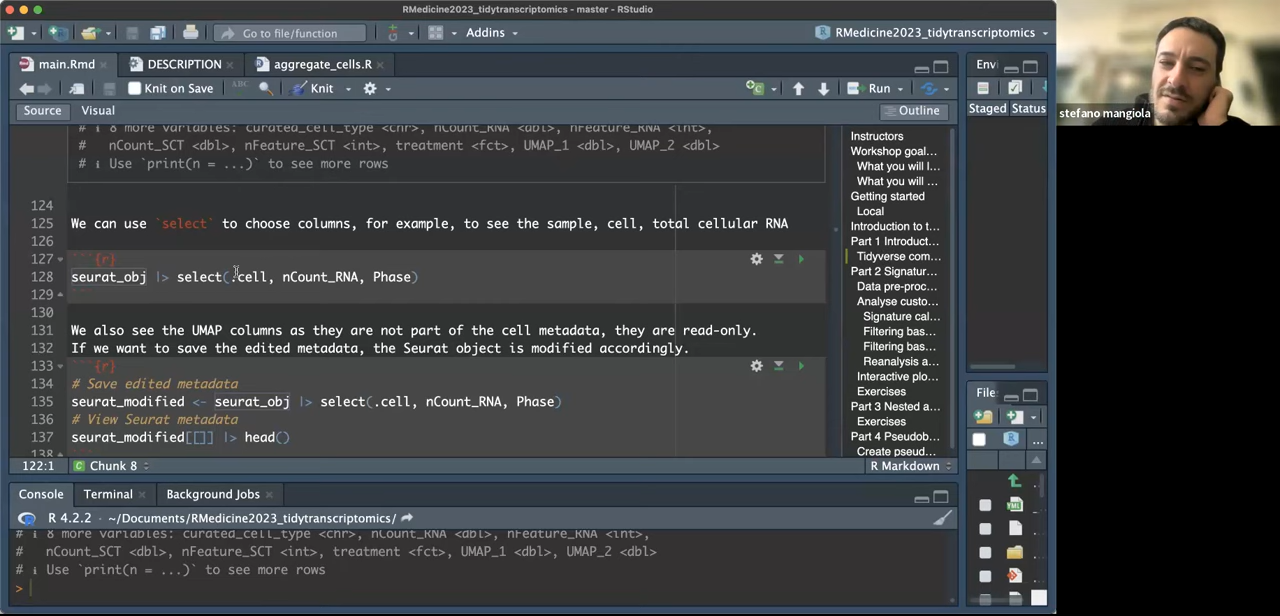 RMedicine2023_tidytranscriptomics - master - RStudio
Go to file/function
Addins
RMedicine2023_tidytranscriptomics
main.Rmd
DESCRIPTION
aggregate_cells.R
Knit on Save
ABC
Knit
Run
Source
Visual
Outline
# ℹ 8 more variables: curated_cell_type <chr>, nCount_RNA <dbl>, nFeature_RNA <int>,
#   nCount_SCT <dbl>, nFeature_SCT <int>, treatment <fct>, UMAP_1 <dbl>, UMAP_2 <dbl>
# ℹ Use `print(n = ...)` to see more rows
124
125 We can use `select` to choose columns, for example, to see the sample, cell, total cellular RNA
126
127 ```{r}
128 seurat_obj |> select(.cell, nCount_RNA, Phase)
129
130
131 We also see the UMAP columns as they are not part of the cell metadata, they are read-only.
132 If we want to save the edited metadata, the Seurat object is modified accordingly.
133 ```{r}
134 # Save edited metadata
135 seurat_modified <- seurat_obj |> select(.cell, nCount_RNA, Phase)
136 # View Seurat metadata
137 seurat_modified[[]] |> head()
138
122:1
Chunk 8
R Markdown
Instructors
Workshop goal...
What you will l...
What you will ...
Getting started
Local
Introduction to t...
Part 1 Introduct...
Tidyverse com...
Part 2 Signatur...
Data pre-proc...
Analyse custo...
Signature cal...
Filtering bas...
Filtering bas...
Reanalysis a...
Interactive plo...
Exercises
Part 3 Nested a...
Exercises
Part 4 Pseudob...
Create pseud...
Console
Terminal
Background Jobs
R 4.2.2 · ~/Documents/RMedicine2023_tidytranscriptomics/
# ℹ 8 more variables: curated_cell_type <chr>, nCount_RNA <dbl>, nFeature_RNA <int>,
#   nCount_SCT <dbl>, nFeature_SCT <int>, treatment <fct>, UMAP_1 <dbl>, UMAP_2 <dbl>
# ℹ Use `print(n = ...)` to see more rows
>
Envi
Staged Status
File
...
YML
stefano mangiola